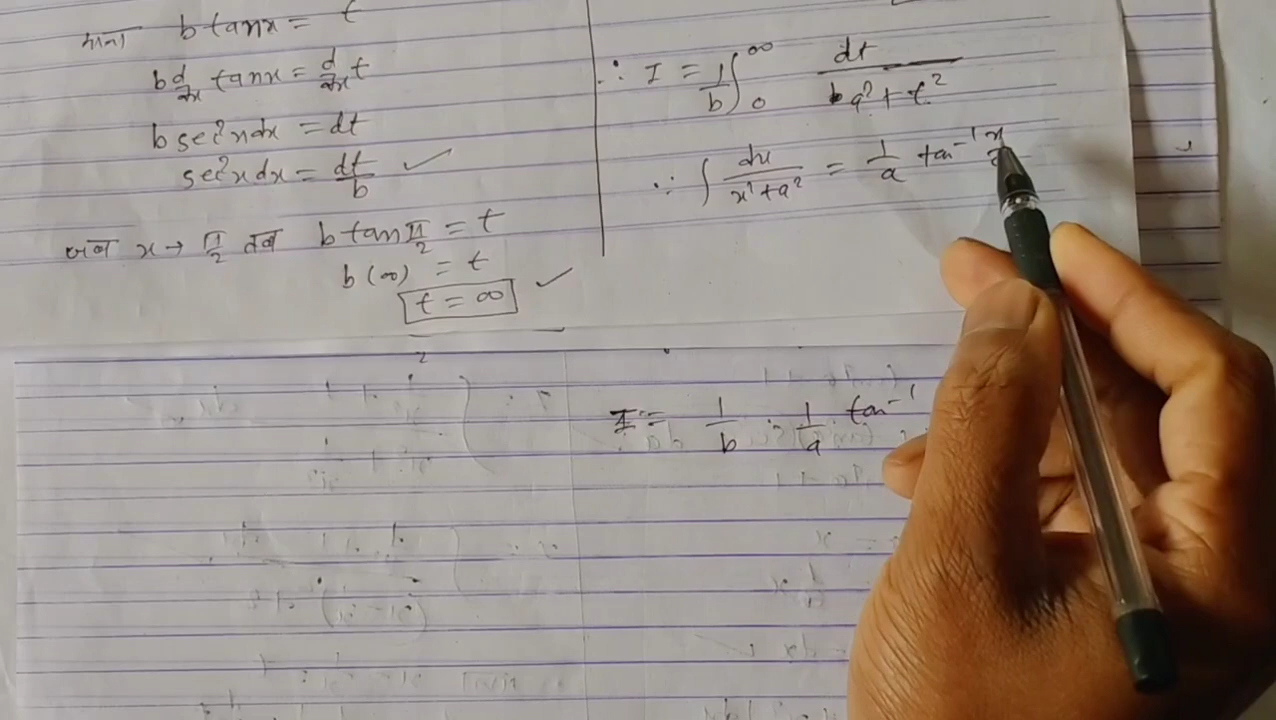 माना b tanx = t
b d/dx tanx = d/dx t
b sec²x dx = dt
sec²x dx = dt/b ✓
जब x → π/2 तब b tan π/2 = t
b (∞) = t
t = ∞ ✓
∴ I = 1/b ∫₀^∞ dt/a²+t²
∵ ∫ dx/x²+a² = 1/a tan⁻¹ x/
I = 1/b · 1/a tan⁻¹